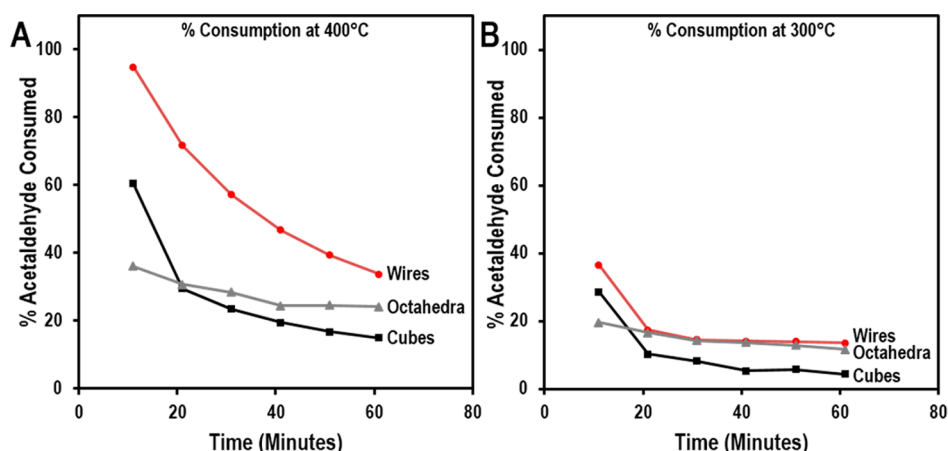 A
% Consumption at 400°C
% Acetaldehyde Consumed
100
80
60
40
20
0
Wires
Octahedra
Cubes
0 20 40 60 80
Time (Minutes)
B
% Consumption at 300°C
% Acetaldehyde Consumed
100
80
60
40
20
0
Wires
Octahedra
Cubes
0 20 40 60 80
Time (Minutes)